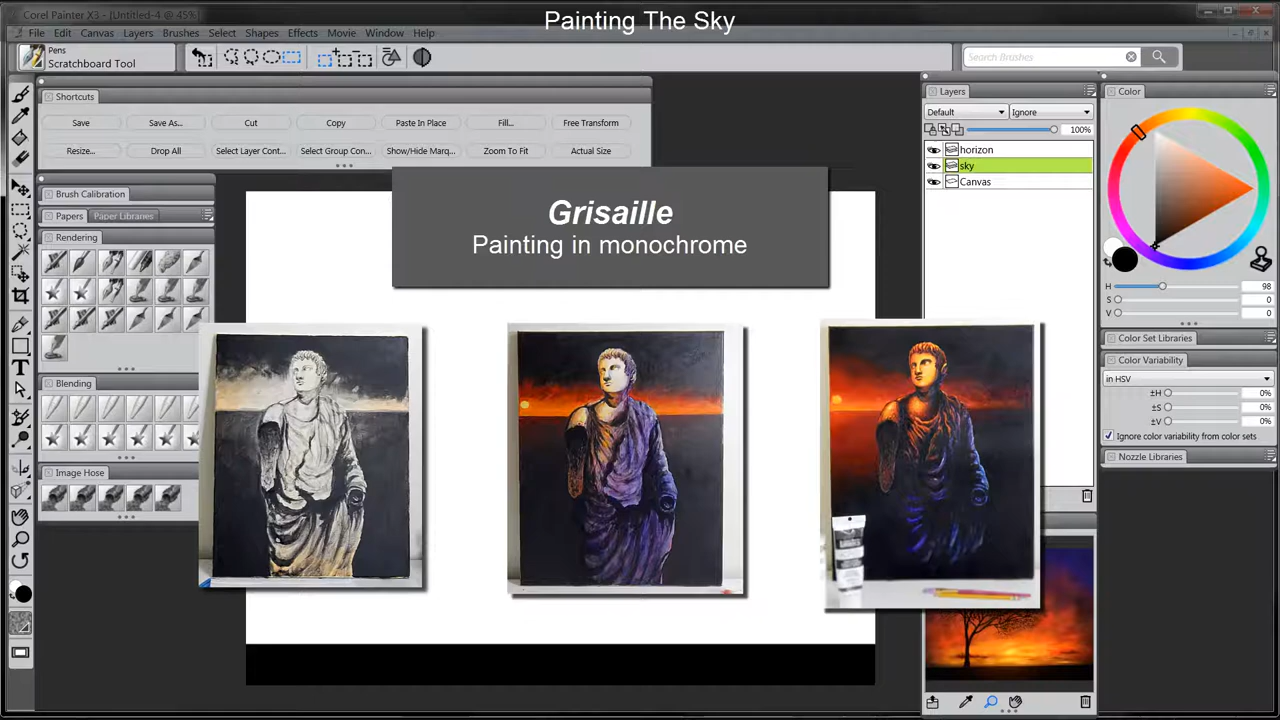 Corel Painter X3 - [Untitled-4 @ 45%]
Painting The Sky
File Edit Canvas Layers Brushes Select Shapes Effects Movie Window Help
Pens
Scratchboard Tool
Search Brushes
Shortcuts
Save Save As... Cut Copy Paste In Place Fill... Free Transform
Resize... Drop All Select Layer Cont... Select Group Con... Show/Hide Marq... Zoom To Fit Actual Size
Brush Calibration
Papers Paper Libraries
Rendering
Blending
Image Hose
Grisaille
Painting in monochrome
Layers
Default Ignore
100%
horizon
sky
Canvas
Color
H 98
S 0
V 0
Color Set Libraries
Color Variability
in HSV
±H 0%
±S 0%
±V 0%
Ignore color variability from color sets
Nozzle Libraries